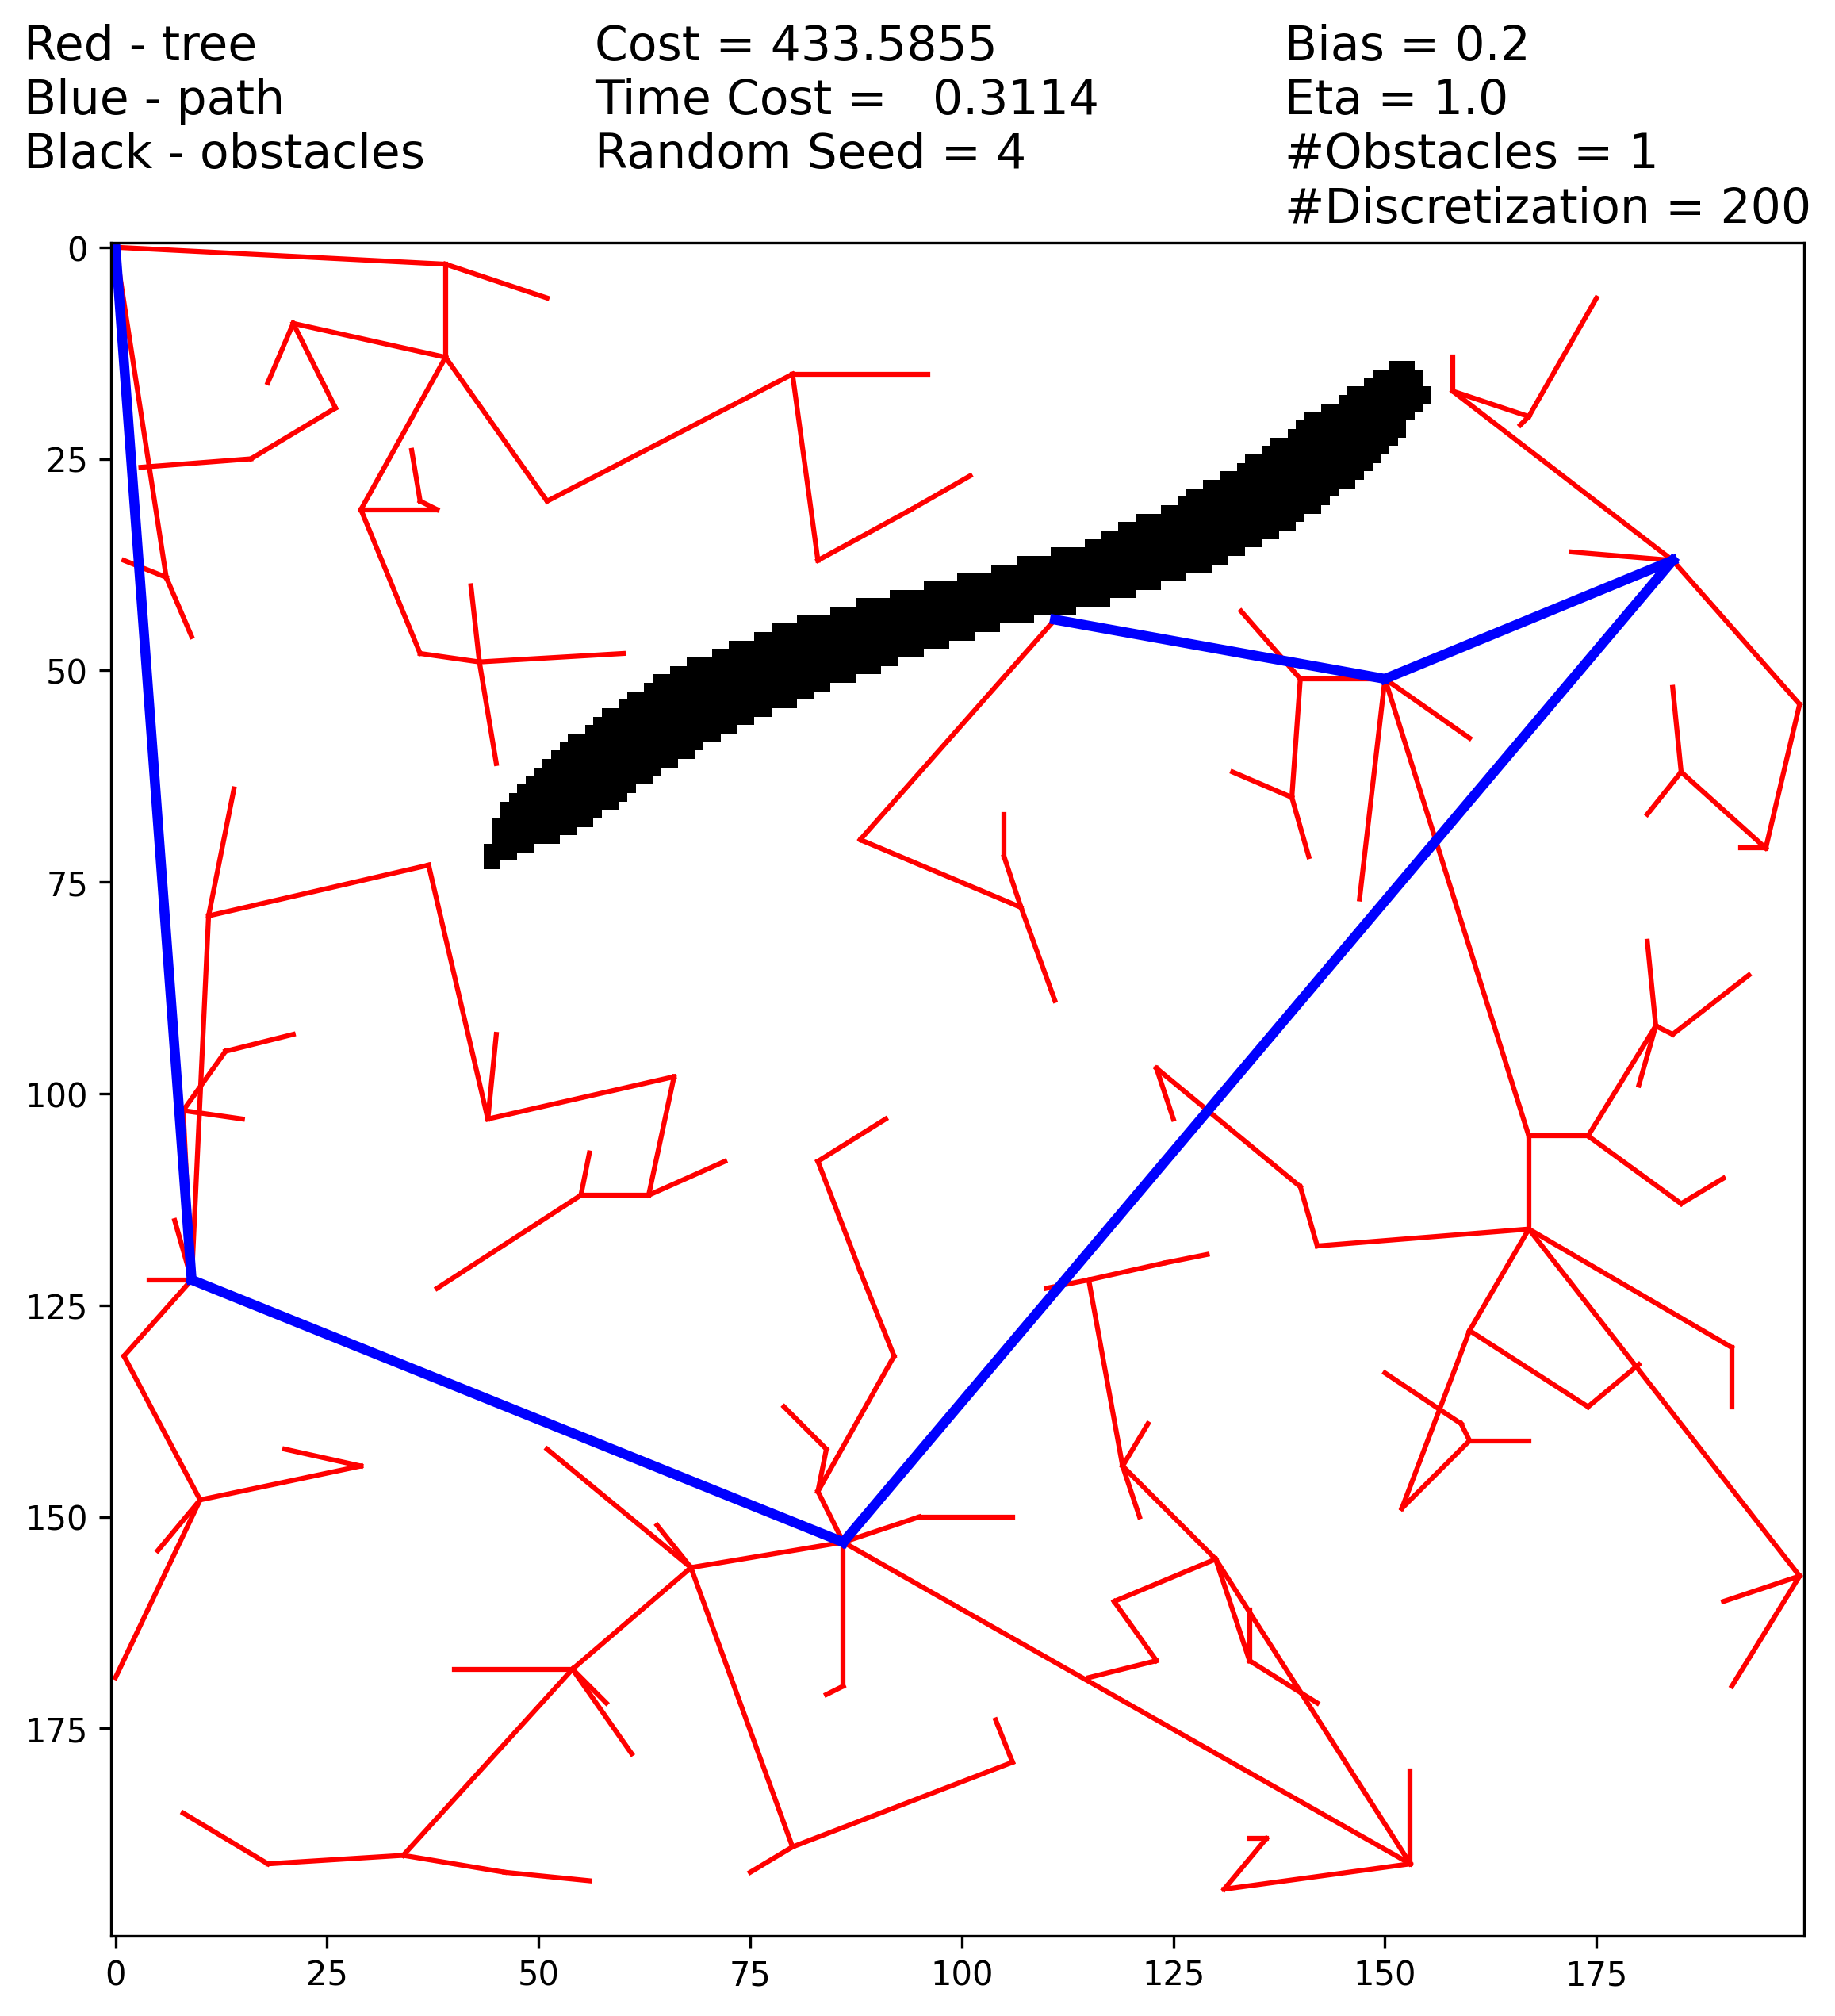 Red - tree
Blue - path
Black - obstacles
Cost = 433.5855
Time Cost =   0.3114
Random Seed = 4
Bias = 0.2
Eta = 1.0
#Obstacles = 1
#Discretization = 200
0
25
50
75
100
125
150
175
0 25 50 75 100 125 150 175